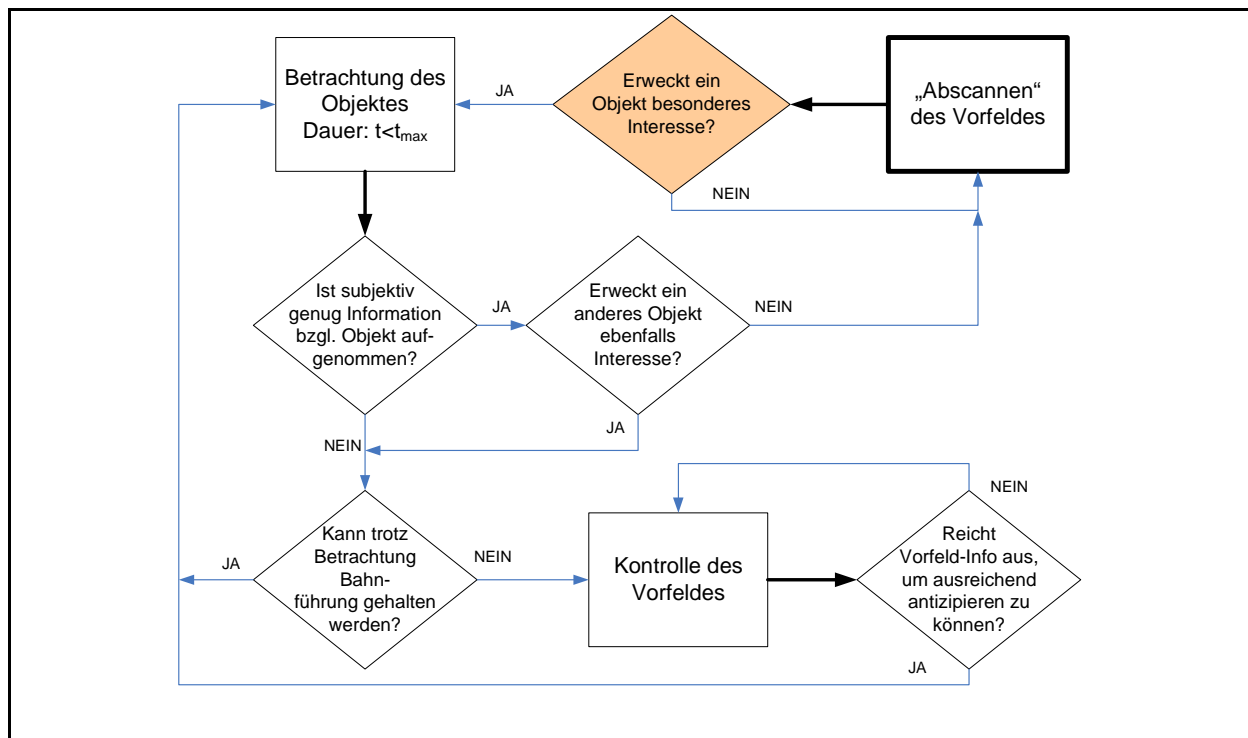 Betrachtung des
Objektes
Dauer: t<tmax
JA
Erweckt ein
Objekt besonderes
Interesse?
„Abscannen“
des Vorfeldes
NEIN
Ist subjektiv
genug Information
bzgl. Objekt auf-
genommen?
JA
Erweckt ein
anderes Objekt
ebenfalls
Interesse?
NEIN
JA
NEIN
Kann trotz
Betrachtung
Bahn-
führung gehalten
werden?
JA
NEIN
Kontrolle des
Vorfeldes
NEIN
Reicht
Vorfeld-Info aus,
um ausreichend
antizipieren zu
können?
JA